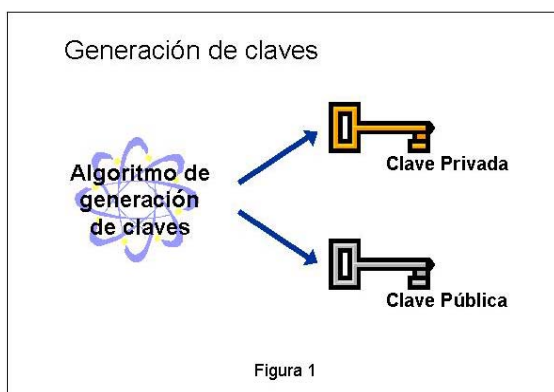 Generación de claves
Algoritmo de
generación
de claves
Clave Privada
Clave Pública
Figura 1